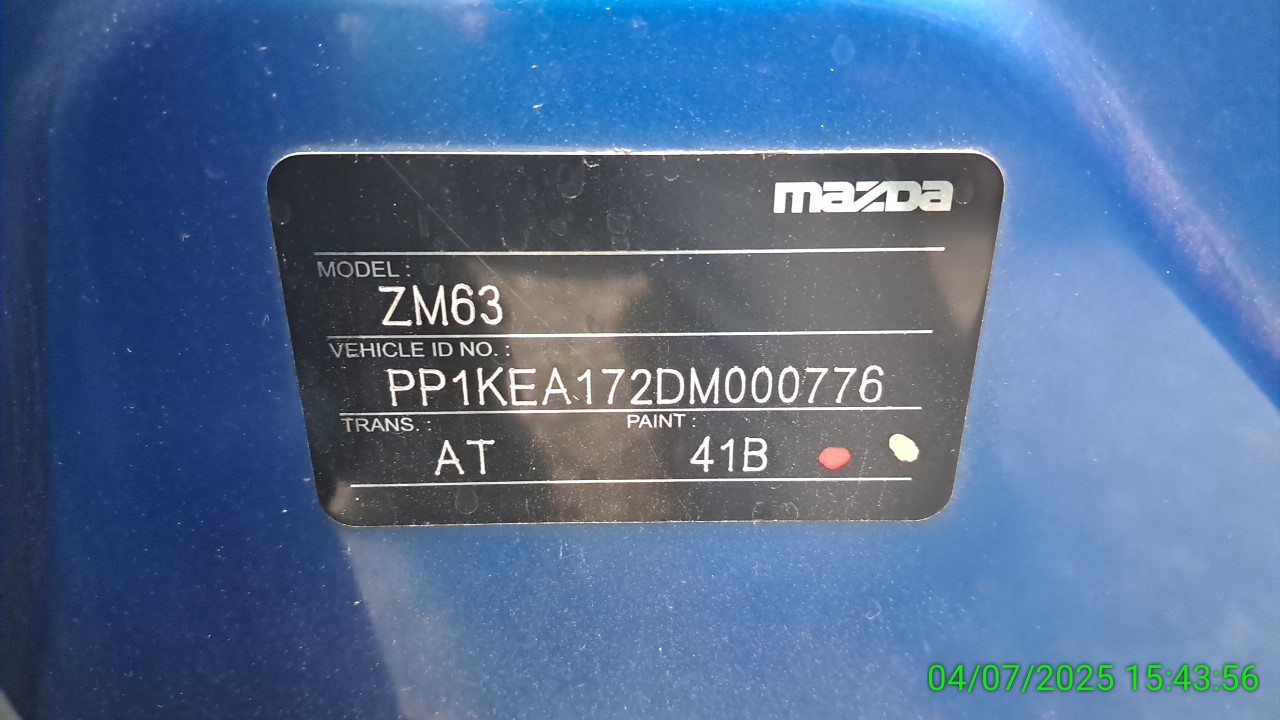 mazda
MODEL :
ZM63
VEHICLE ID NO. :
PP1KEA172DM000776
TRANS. : PAINT :
AT 41B
04/07/2025 15:43:56